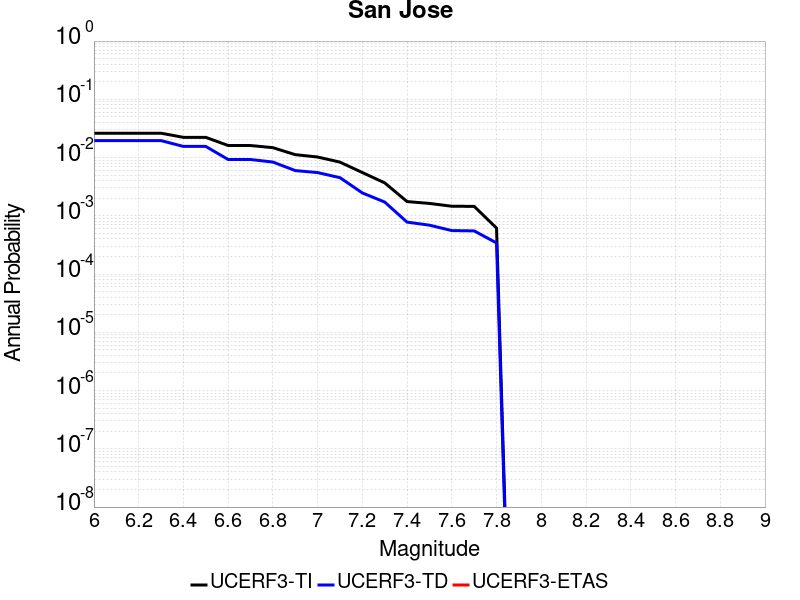 San Jose
10^0
10^-1
10^-2
10^-3
10^-4
10^-5
10^-6
10^-7
10^-8
Annual Probability
6 6.2 6.4 6.6 6.8 7 7.2 7.4 7.6 7.8 8 8.2 8.4 8.6 8.8 9
Magnitude
UCERF3-TI UCERF3-TD UCERF3-ETAS